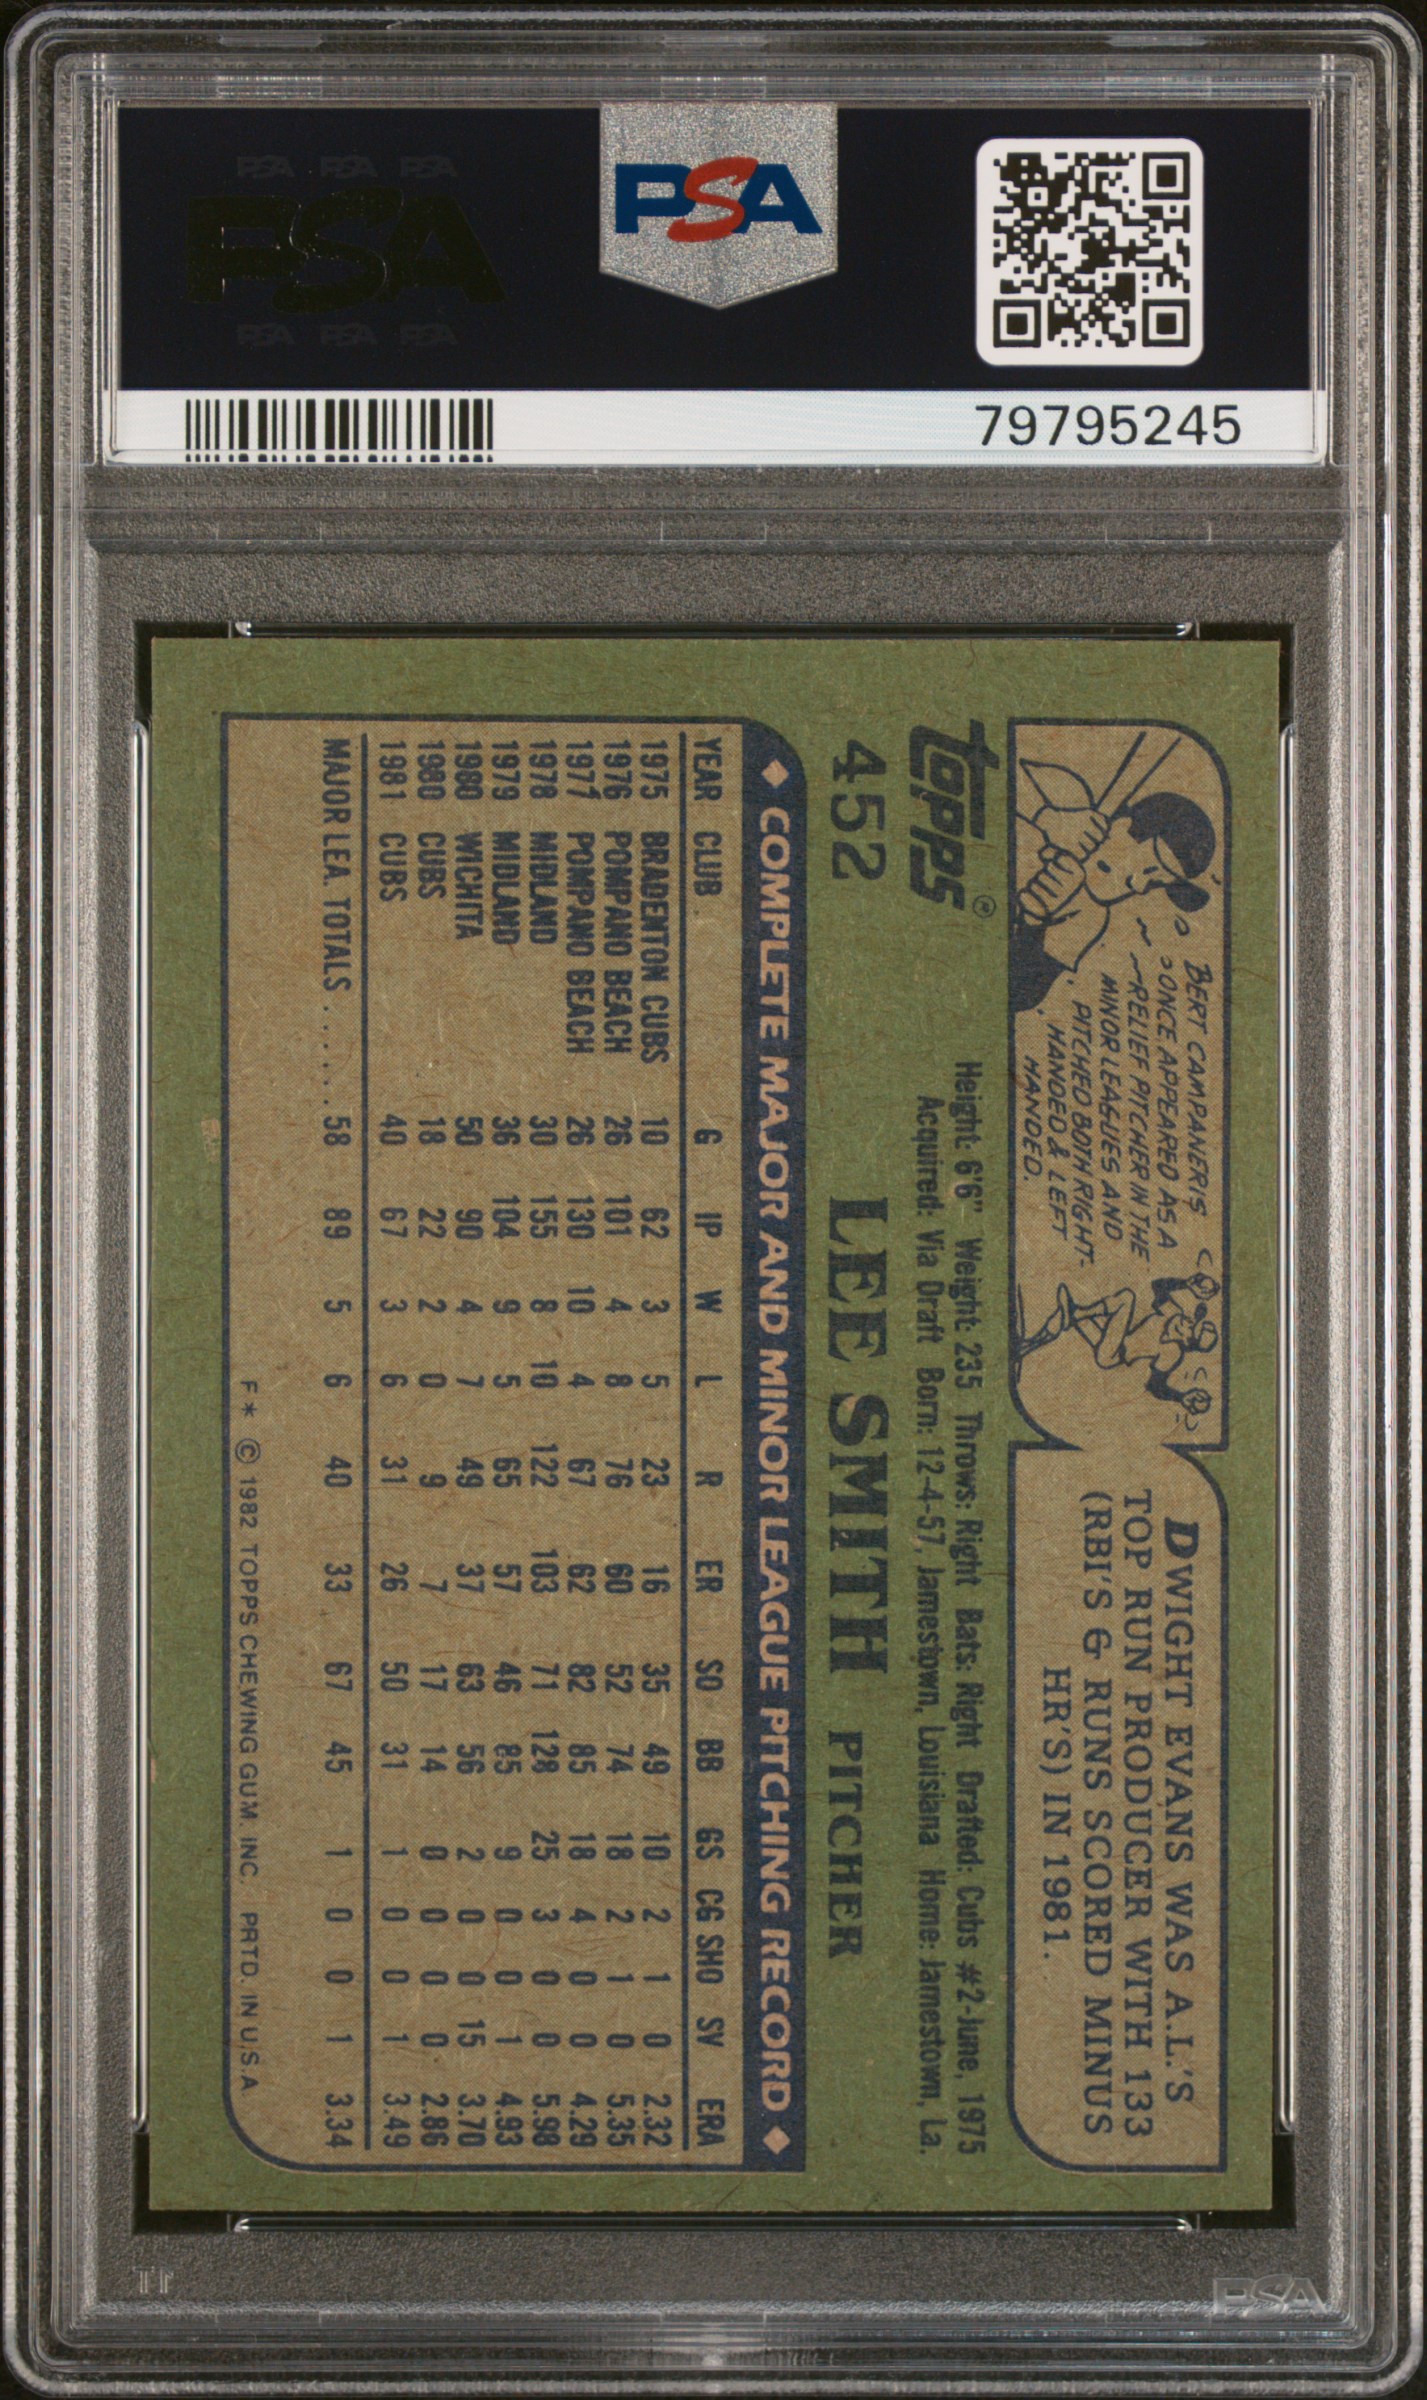 PSA PSA PSA
PSA
PSA PSA PSA
PSA
79795245
BERT CAMPANERIS
ONCE APPEARED AS A
RELIEF PITCHER IN THE
MINOR LEAGUES AND
PITCHED BOTH RIGHT-
HANDED & LEFT
HANDED.
DWIGHT EVANS WAS A.L.'S
TOP RUN PRODUCER WITH 133
(RBI'S & RUNS SCORED MINUS
HR'S) IN 1981.
TOPPS®
452
Height: 6'6" Weight: 235 Throws: Right Bats: Right Drafted: Cubs #2-June, 1975
Acquired: Via Draft Born: 12-4-57, Jamestown, Louisiana Home: Jamestown, La.
LEE SMITH PITCHER
◆ COMPLETE MAJOR AND MINOR LEAGUE PITCHING RECORD ◆
YEAR CLUB G IP W L R ER SO BB GS CG SHO SV ERA
1975 BRADENTON CUBS 10 62 3 5 23 16 35 49 10 2 1 0 2.32
1976 POMPANO BEACH 26 101 4 8 76 60 52 74 18 2 1 0 5.35
1977 POMPANO BEACH 26 130 10 4 67 62 82 85 18 4 0 0 4.29
1978 MIDLAND 30 155 8 10 122 103 71 128 25 3 0 0 5.98
1979 MIDLAND 36 104 9 5 65 57 46 85 9 0 0 1 4.93
1980 WICHITA 50 90 4 7 49 37 63 56 2 0 0 15 3.70
1980 CUBS 18 22 2 0 9 7 17 14 0 0 0 0 2.86
1981 CUBS 40 67 3 6 31 26 50 31 1 0 0 1 3.49
MAJOR LEA. TOTALS . . . . . . 58 89 5 6 40 33 67 45 1 0 0 1 3.34
F* © 1982 TOPPS CHEWING GUM, INC. PRTD. IN U.S.A
PSA